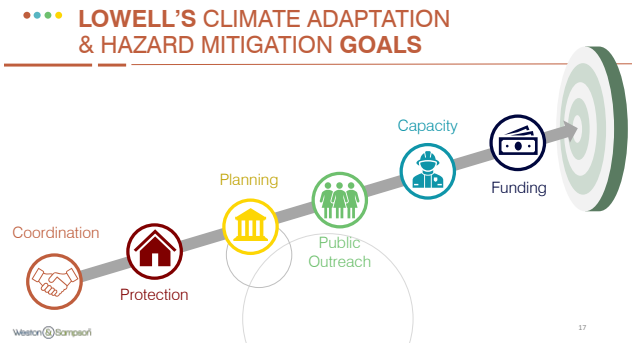 LOWELL'S CLIMATE ADAPTATION
& HAZARD MITIGATION GOALS
Capacity
Planning
Funding
Coordination
Public
Outreach
Protection
Weston & Sampson
17